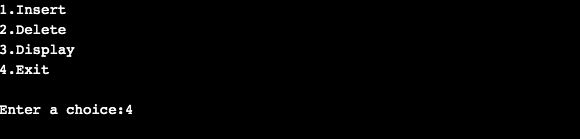 1.Insert
2.Delete
3.Display
4.Exit
Enter a choice:4